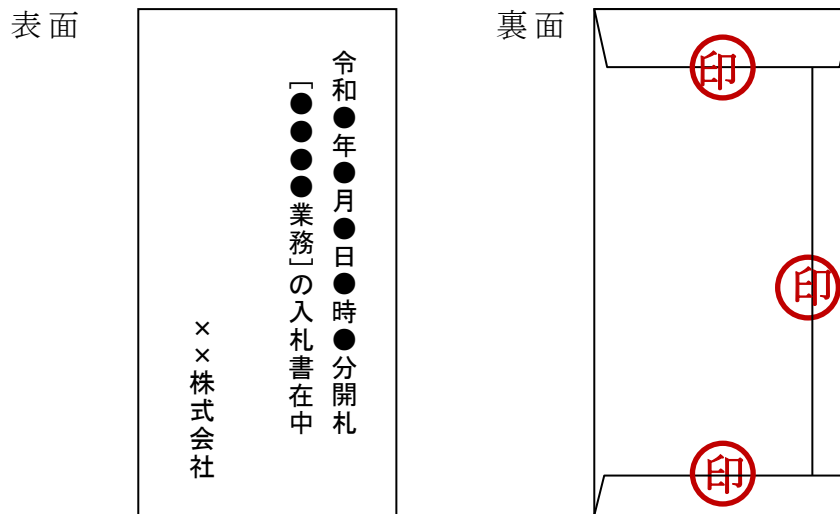 表面
令和●年●月●日●時●分開札
［●●●●業務］の入札書在中
××株式会社
裏面
印
印
印